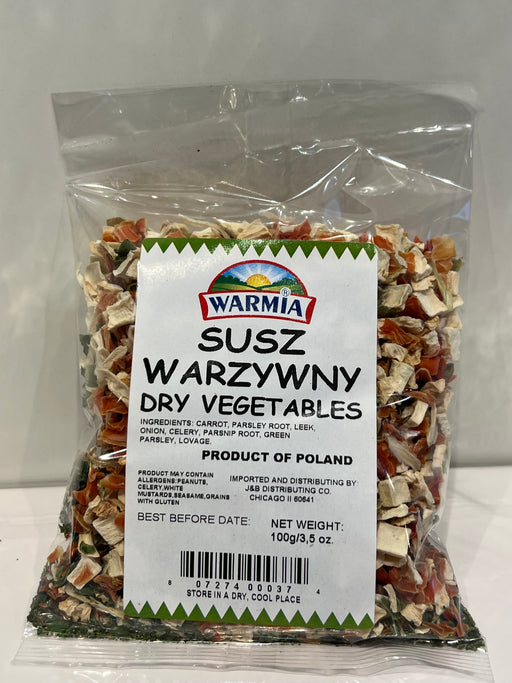 WARMIA ®
SUSZ
WARZYWNY
DRY VEGETABLES
INGREDIENTS: CARROT, PARSLEY ROOT, LEEK,
ONION, CELERY, PARSNIP ROOT, GREEN
PARSLEY, LOVAGE.
PRODUCT OF POLAND
PRODUCT MAY CONTAIN
ALLERGENS:PEANUTS,
CELERY,WHITE
MUSTARDS,SEASAME,GRAINS
WITH GLUTEN
IMPORTED AND DISTRIBUTING BY
J&B DISTRIBUTING CO.
CHICAGO Il 60641
BEST BEFORE DATE:
NET WEIGHT:
100g/3,5 oz.
8 07274 00037 4
STORE IN A DRY, COOL PLACE